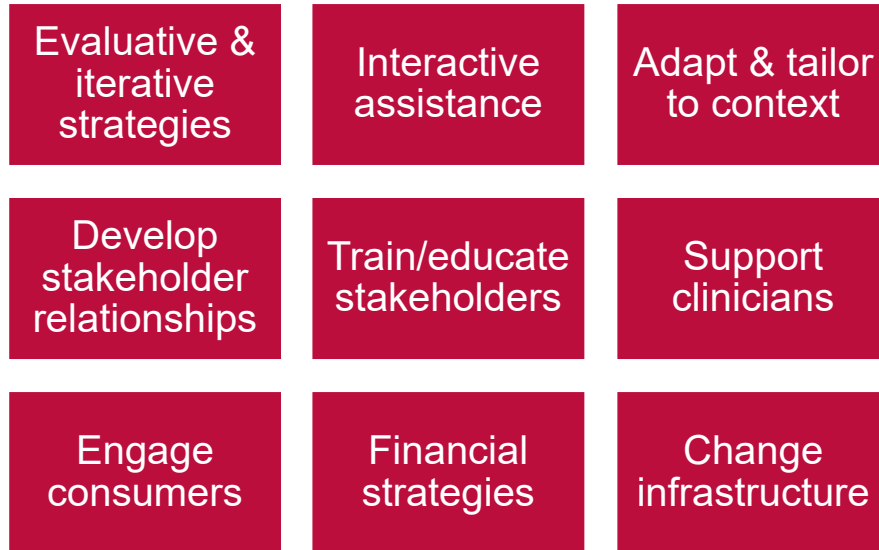 Evaluative &
iterative
strategies
Interactive
assistance
Adapt & tailor
to context
Develop
stakeholder
relationships
Train/educate
stakeholders
Support
clinicians
Engage
consumers
Financial
strategies
Change
infrastructure